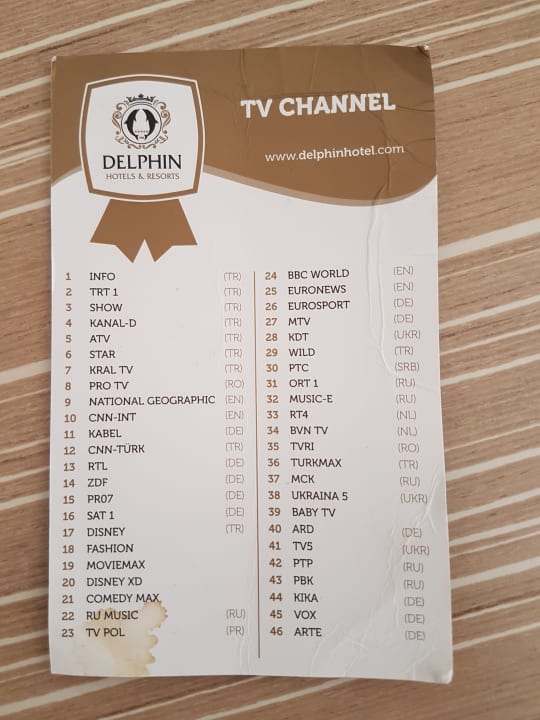 DELPHIN
HOTELS & RESORTS
TV CHANNEL
www.delphinhotel.com
1 INFO (TR)
2 TRT 1 (TR)
3 SHOW (TR)
4 KANAL-D (TR)
5 ATV (TR)
6 STAR (TR)
7 KRAL TV (TR)
8 PRO TV (RO)
9 NATIONAL GEOGRAPHIC (EN)
10 CNN-INT (EN)
11 KABEL (DE)
12 CNN-TÜRK (TR)
13 RTL (DE)
14 ZDF (DE)
15 PR07 (DE)
16 SAT 1 (DE)
17 DISNEY (TR)
18 FASHION
19 MOVIEMAX
20 DISNEY XD
21 COMEDY MAX
22 RU MUSIC (RU)
23 TV POL (PR)
24 BBC WORLD (EN)
25 EURONEWS (EN)
26 EUROSPORT (DE)
27 MTV (DE)
28 KDT (UKR)
29 WILD (TR)
30 PTC (SRB)
31 ORT 1 (RU)
32 MUSIC-E (RU)
33 RT4 (NL)
34 BVN TV (NL)
35 TVRI (RO)
36 TURKMAX (TR)
37 MCK (RU)
38 UKRAINA 5 (UKR)
39 BABY TV
40 ARD (DE)
41 TV5 (UKR)
42 PTP (RU)
43 PBK (RU)
44 KIKA (DE)
45 VOX (DE)
46 ARTE (DE)